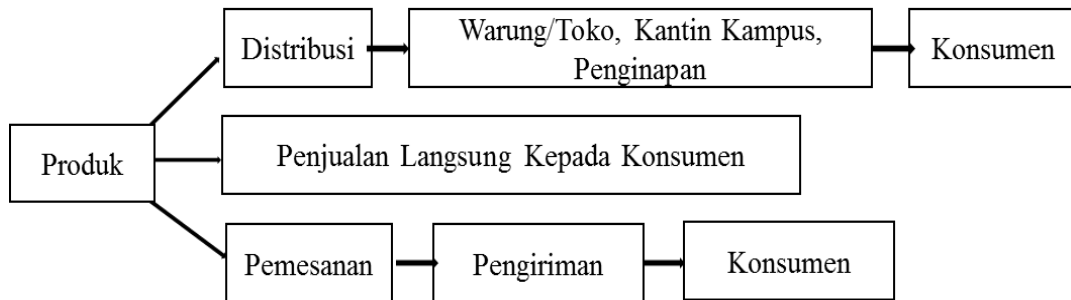 Distribusi
Warung/Toko, Kantin Kampus,
Penginapan
Konsumen
Produk
Penjualan Langsung Kepada Konsumen
Pemesanan
Pengiriman
Konsumen